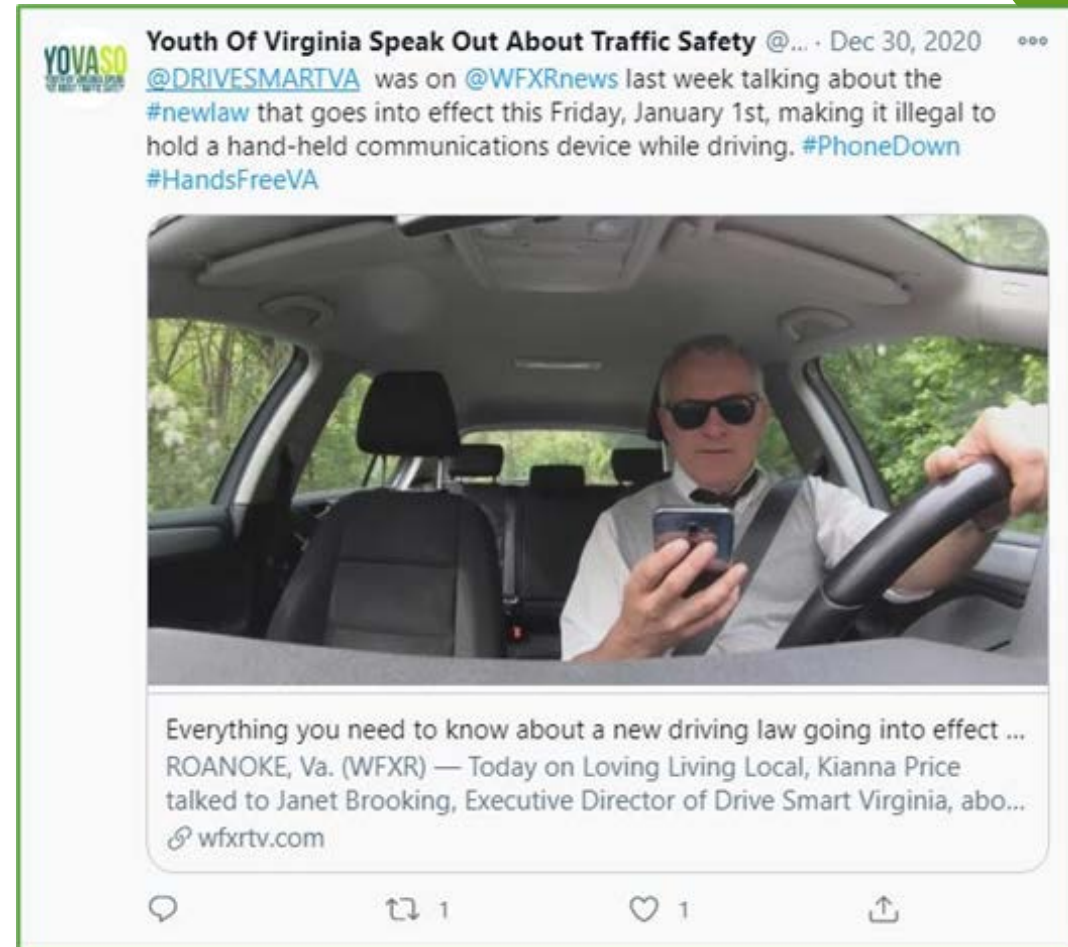 YOVASO
Youth Of Virginia Speak Out About Traffic Safety @... · Dec 30, 2020
@DRIVESMARTVA was on @WFXRnews last week talking about the
#newlaw that goes into effect this Friday, January 1st, making it illegal to
hold a hand-held communications device while driving. #PhoneDown
#HandsFreeVA
Everything you need to know about a new driving law going into effect ...
ROANOKE, Va. (WFXR) — Today on Loving Living Local, Kianna Price
talked to Janet Brooking, Executive Director of Drive Smart Virginia, abo...
wfxrtv.com
1 1